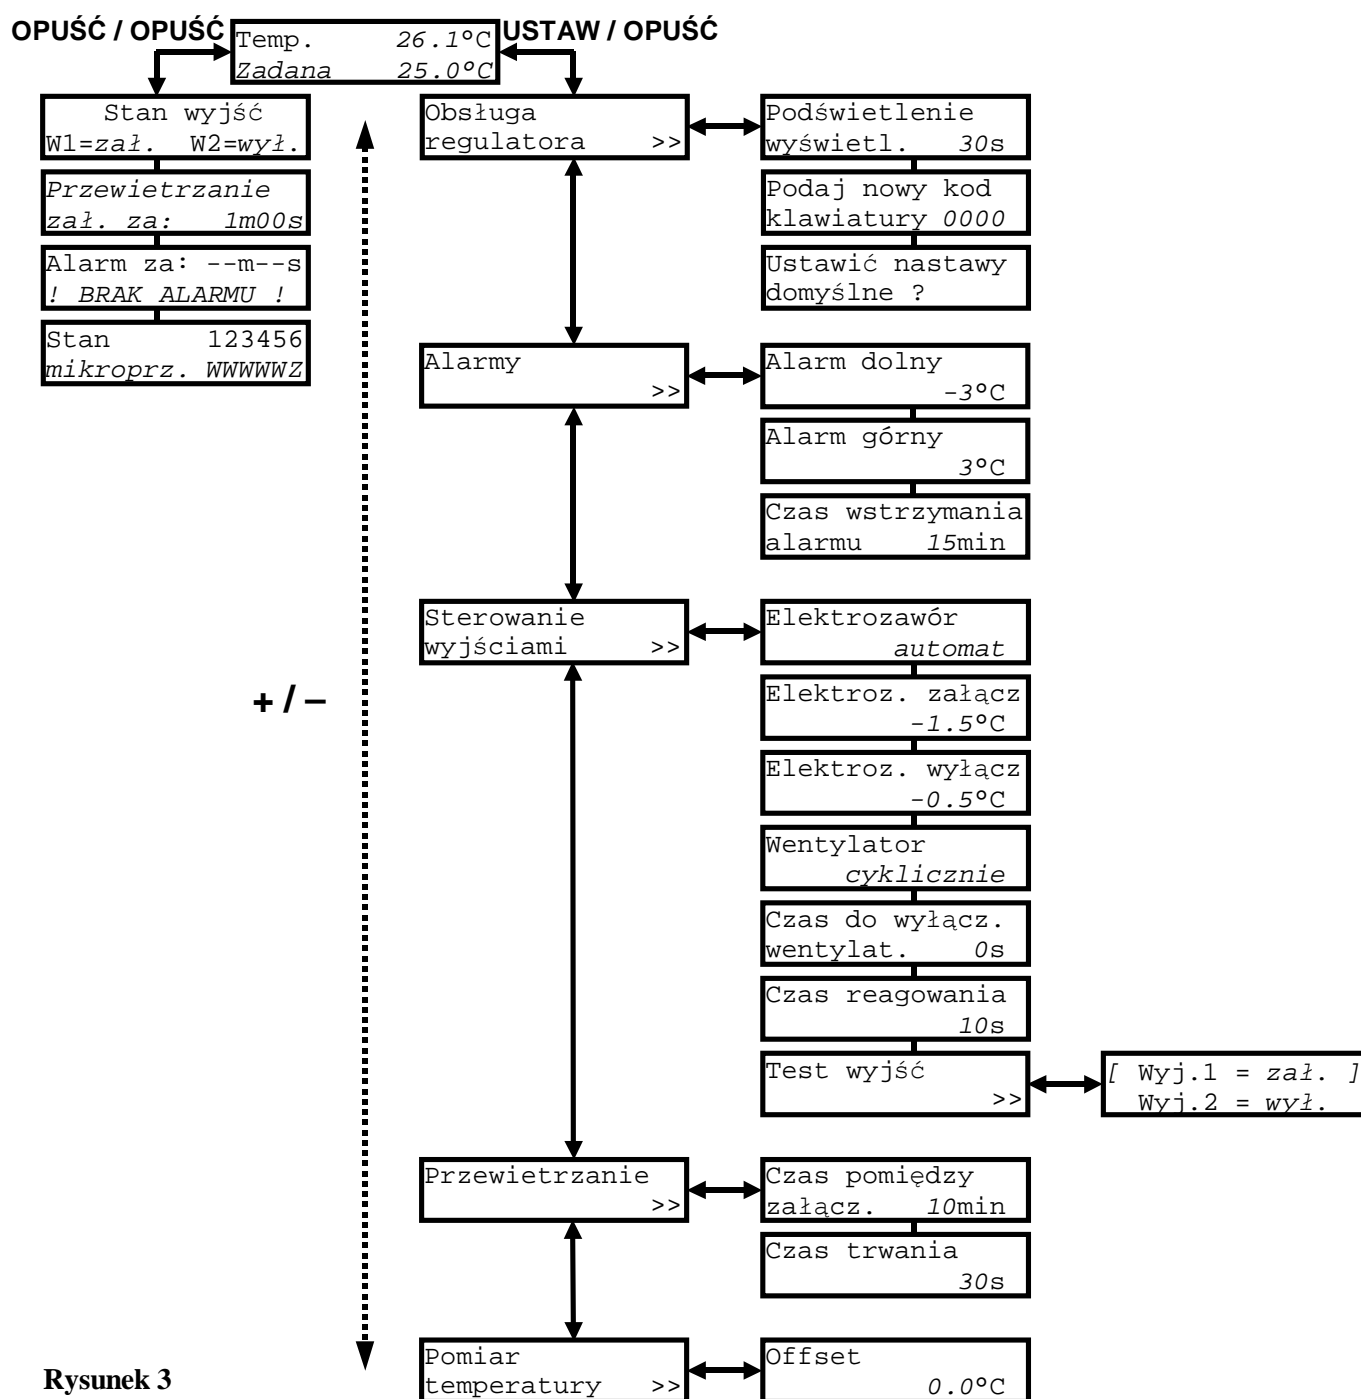 OPUŚĆ / OPUŚĆ
Temp. 26.1°C
Zadana 25.0°C
USTAW / OPUŚĆ
Stan wyjść
W1=zał. W2=wył.
Przewietrzanie
zał. za: 1m00s
Alarm za: --m--s
! BRAK ALARMU !
Stan 123456
mikroprz. WWWWWZ
+ / –
Obsługa
regulatora >>
Podświetlenie
wyświetl. 30s
Podaj nowy kod
klawiatury 0000
Ustawić nastawy
domyślne ?
Alarmy
>>
Alarm dolny
-3°C
Alarm górny
3°C
Czas wstrzymania
alarmu 15min
Sterowanie
wyjściami >>
Elektrozawór
automat
Elektroz. załącz
-1.5°C
Elektroz. wyłącz
-0.5°C
Wentylator
cyklicznie
Czas do wyłącz.
wentylat. 0s
Czas reagowania
10s
Test wyjść
>>
[ Wyj.1 = zał. ]
Wyj.2 = wył.
Przewietrzanie
>>
Czas pomiędzy
załącz. 10min
Czas trwania
30s
Pomiar
temperatury >>
Offset
0.0°C
Rysunek 3